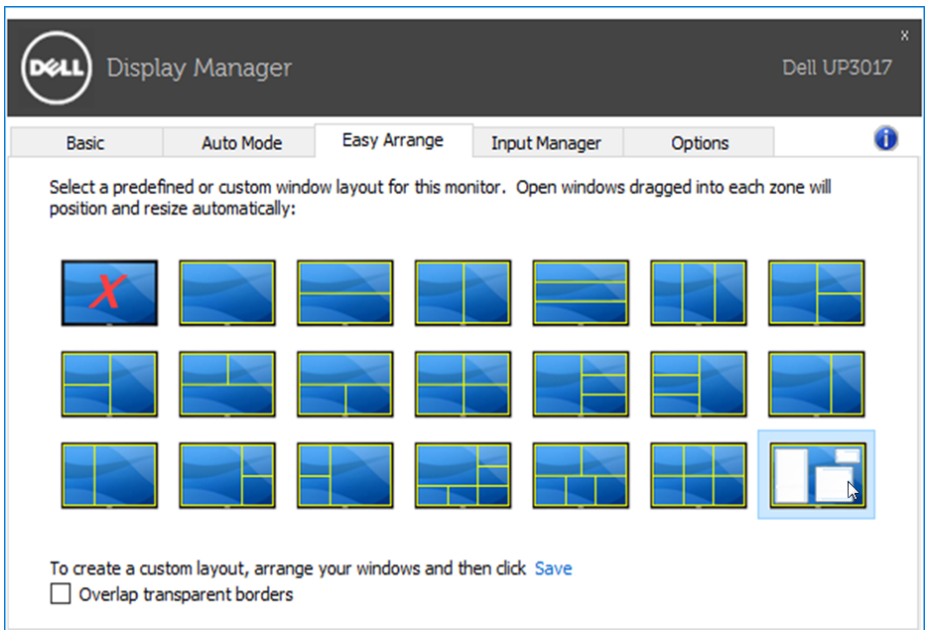 x
DELL Display Manager
Dell UP3017
Basic Auto Mode Easy Arrange Input Manager Options i
Select a predefined or custom window layout for this monitor. Open windows dragged into each zone will
position and resize automatically:
X
To create a custom layout, arrange your windows and then click Save
Overlap transparent borders